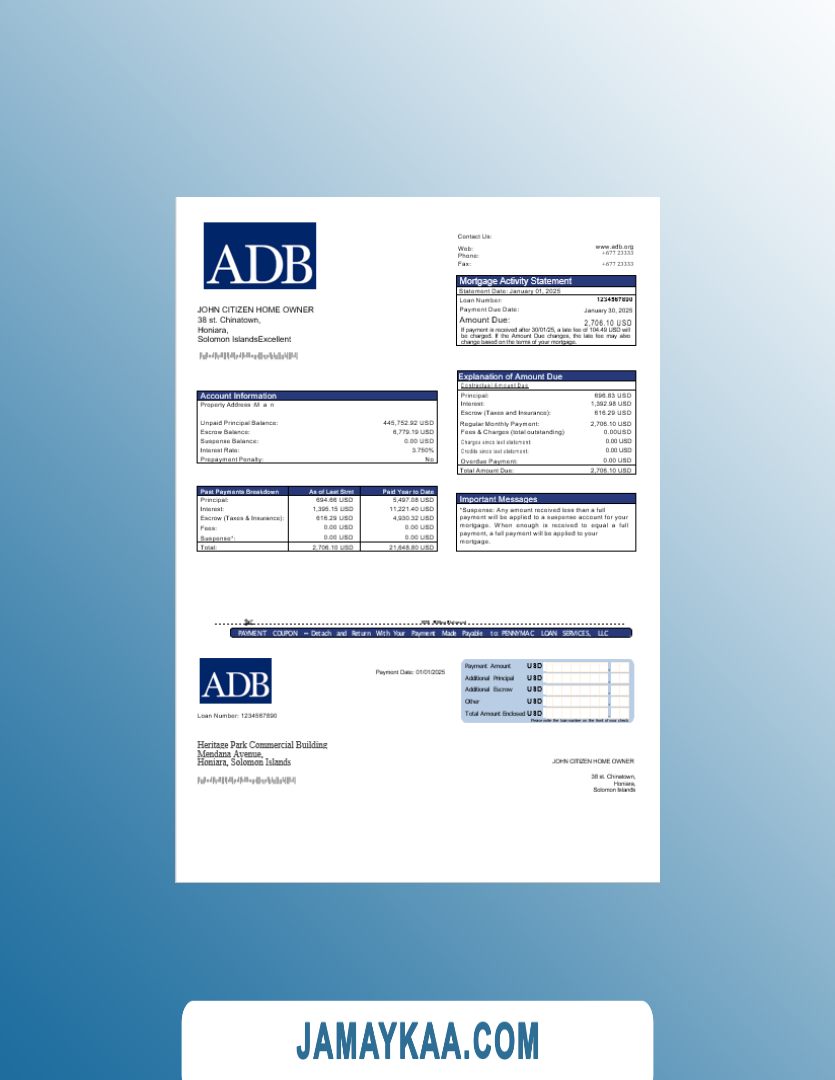 ADB
Contact Us:
Web: www.adb.org
Phone: +677 23333
Fax: +677 23333
Mortgage Activity Statement
Statement Date: January 01, 2025
Loan Number: 1234567890
Payment Due Date: January 30, 2025
Amount Due: 2,706.10 USD
If payment is received after 30/01/25, a late fee of 104.49 USD will
be charged. If the Amount Due changes, the late fee may also
change based on the terms of your mortgage.
JOHN CITIZEN HOME OWNER
38 st. Chinatown,
Honiara,
Solomon IslandsExcellent
Explanation of Amount Due
Contractual Amount Due
Principal: 696.83 USD
Interest: 1,392.98 USD
Escrow (Taxes and Insurance): 616.29 USD
Regular Monthly Payment: 2,706.10 USD
Fees & Charges (total outstanding) 0.00USD
Charges since last statement: 0.00 USD
Credits since last statement: 0.00 USD
Overdue Payment: 0.00 USD
Total Amount Due: 2,706.10 USD
Account Information
Property Address: M a n
Unpaid Principal Balance: 445,752.92 USD
Escrow Balance: 6,779.19 USD
Suspense Balance: 0.00 USD
Interest Rate: 3.750%
Prepayment Penalty: No
Past Payments Breakdown As of Last Stmt Paid Year to Date
Principal: 694.66 USD 5,497.08 USD
Interest: 1,395.15 USD 11,221.40 USD
Escrow (Taxes & Insurance): 616.29 USD 4,930.32 USD
Fees: 0.00 USD 0.00 USD
Suspense*: 0.00 USD 0.00 USD
Total: 2,706.10 USD 21,648.80 USD
Important Messages
*Suspense: Any amount received less than a full
payment will be applied to a suspense account for your
mortgage. When enough is received to equal a full
payment, a full payment will be applied to your
mortgage.
PAYMENT COUPON – Detach and Return With Your Payment Made Payable to: PENNYMAC LOAN SERVICES, LLC
ADB
Payment Date: 01/01/2025
Loan Number: 1234567890
Payment Amount USD
Additional Principal USD
Additional Escrow USD
Other USD
Total Amount Enclosed USD
Please write the loan number on the front of your check.
Heritage Park Commercial Building
Mendana Avenue,
Honiara, Solomon Islands
JOHN CITIZEN HOME OWNER
38 st. Chinatown,
Honiara,
Solomon Islands
JAMAYKAA.COM